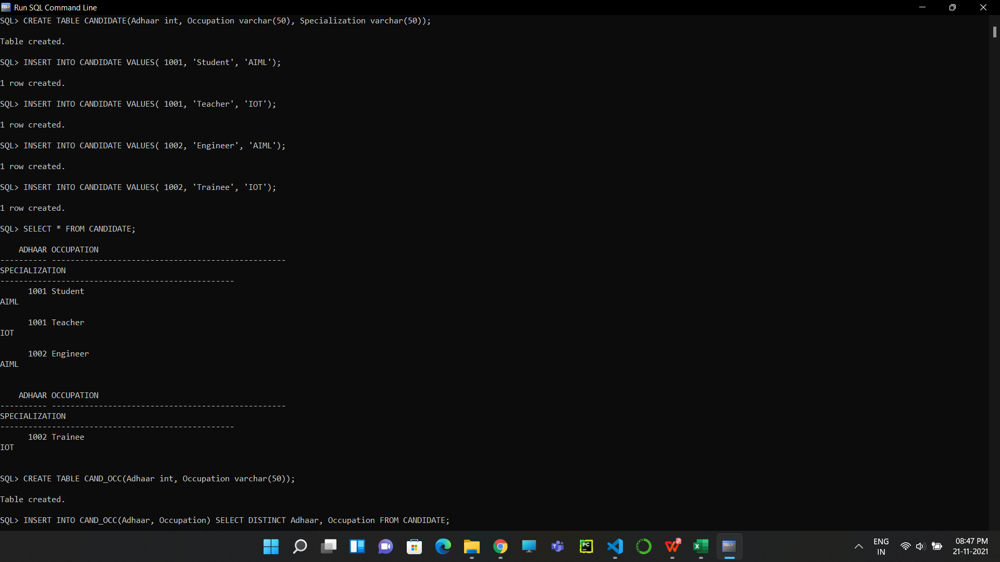 Run SQL Command Line
SQL> CREATE TABLE CANDIDATE(Adhaar int, Occupation varchar(50), Specialization varchar(50));
Table created.
SQL> INSERT INTO CANDIDATE VALUES( 1001, 'Student', 'AIML');
1 row created.
SQL> INSERT INTO CANDIDATE VALUES( 1001, 'Teacher', 'IOT');
1 row created.
SQL> INSERT INTO CANDIDATE VALUES( 1002, 'Engineer', 'AIML');
1 row created.
SQL> INSERT INTO CANDIDATE VALUES( 1002, 'Trainee', 'IOT');
1 row created.
SQL> SELECT * FROM CANDIDATE;
    ADHAAR OCCUPATION
---------- --------------------------------------------------
SPECIALIZATION
--------------------------------------------------
      1001 Student
AIML
      1001 Teacher
IOT
      1002 Engineer
AIML
    ADHAAR OCCUPATION
---------- --------------------------------------------------
SPECIALIZATION
--------------------------------------------------
      1002 Trainee
IOT
SQL> CREATE TABLE CAND_OCC(Adhaar int, Occupation varchar(50));
Table created.
SQL> INSERT INTO CAND_OCC(Adhaar, Occupation) SELECT DISTINCT Adhaar, Occupation FROM CANDIDATE;
ENG
IN
08:47 PM
21-11-2021